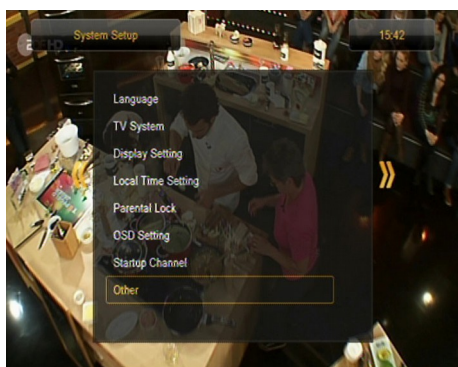 System Setup
15:42
Language
TV System
Display Setting
Local Time Setting
Parental Lock
OSD Setting
Startup Channel
Other